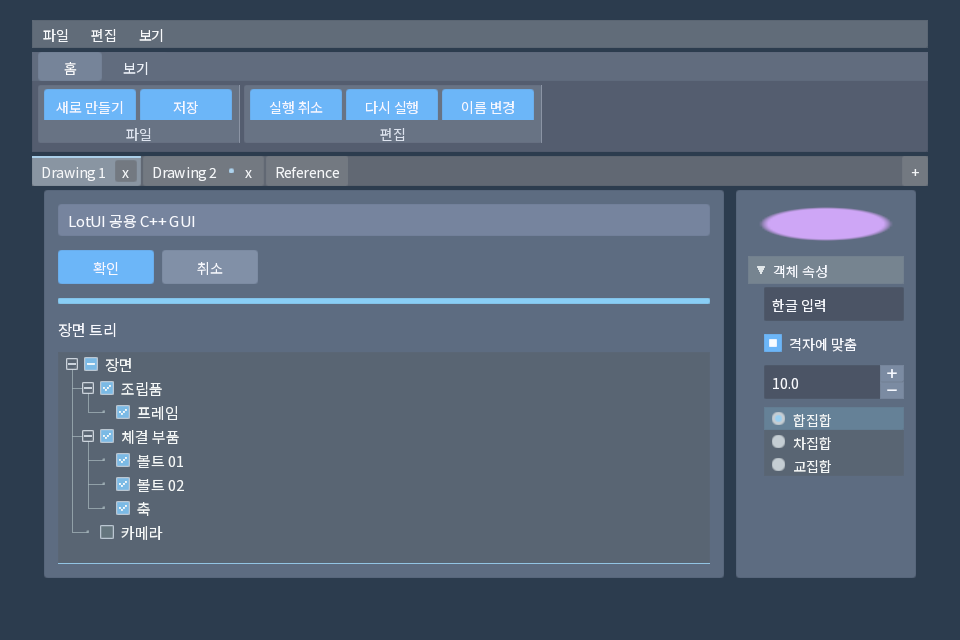 파일 편집 보기
홈 보기
새로 만들기 저장 실행 취소 다시 실행 이름 변경
파일 편집
Drawing 1 x Drawing 2 x Reference +
LotUI 공용 C++ GUI
확인 취소
장면 트리
장면
조립품
프레임
체결 부품
볼트 01
볼트 02
축
카메라
객체 속성
한글 입력
격자에 맞춤
10.0
합집합
차집합
교집합